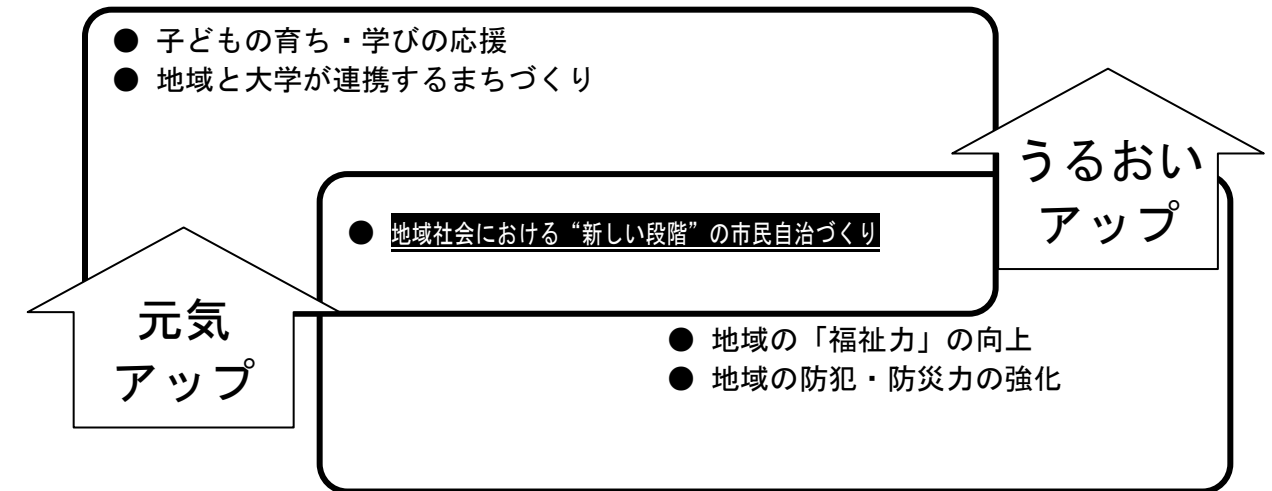 ● 子どもの育ち・学びの応援
● 地域と大学が連携するまちづくり
うるおい
アップ
● 地域社会における“新しい段階”の市民自治づくり
元気
アップ
● 地域の「福祉力」の向上
● 地域の防犯・防災力の強化